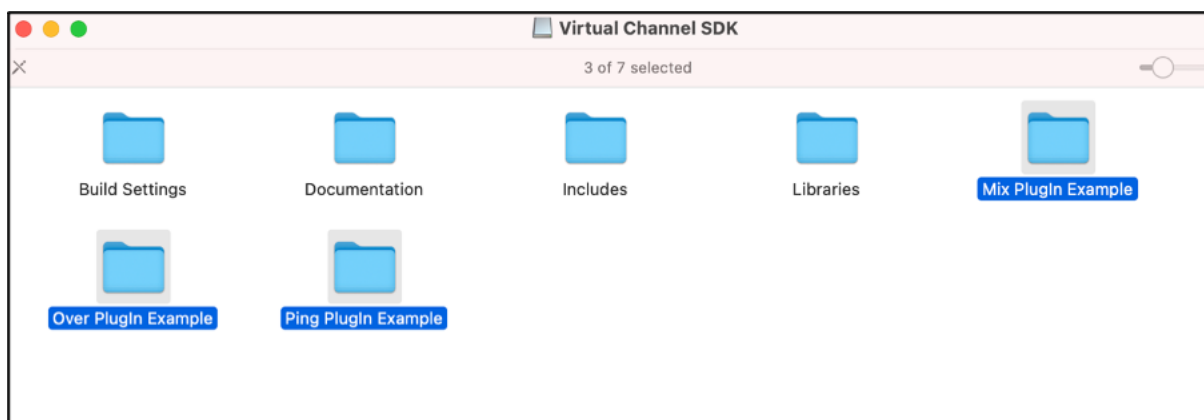 Virtual Channel SDK
3 of 7 selected
Build Settings
Documentation
Includes
Libraries
Mix PlugIn Example
Over PlugIn Example
Ping PlugIn Example